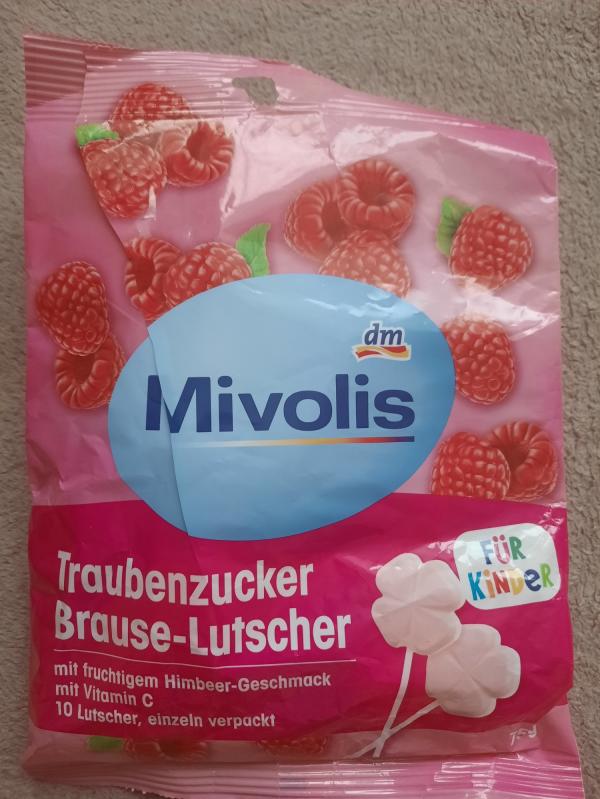 dm
Mivolis
FÜR
KiNDeR
Traubenzucker
Brause-Lutscher
mit fruchtigem Himbeer-Geschmack
mit Vitamin C
10 Lutscher, einzeln verpackt